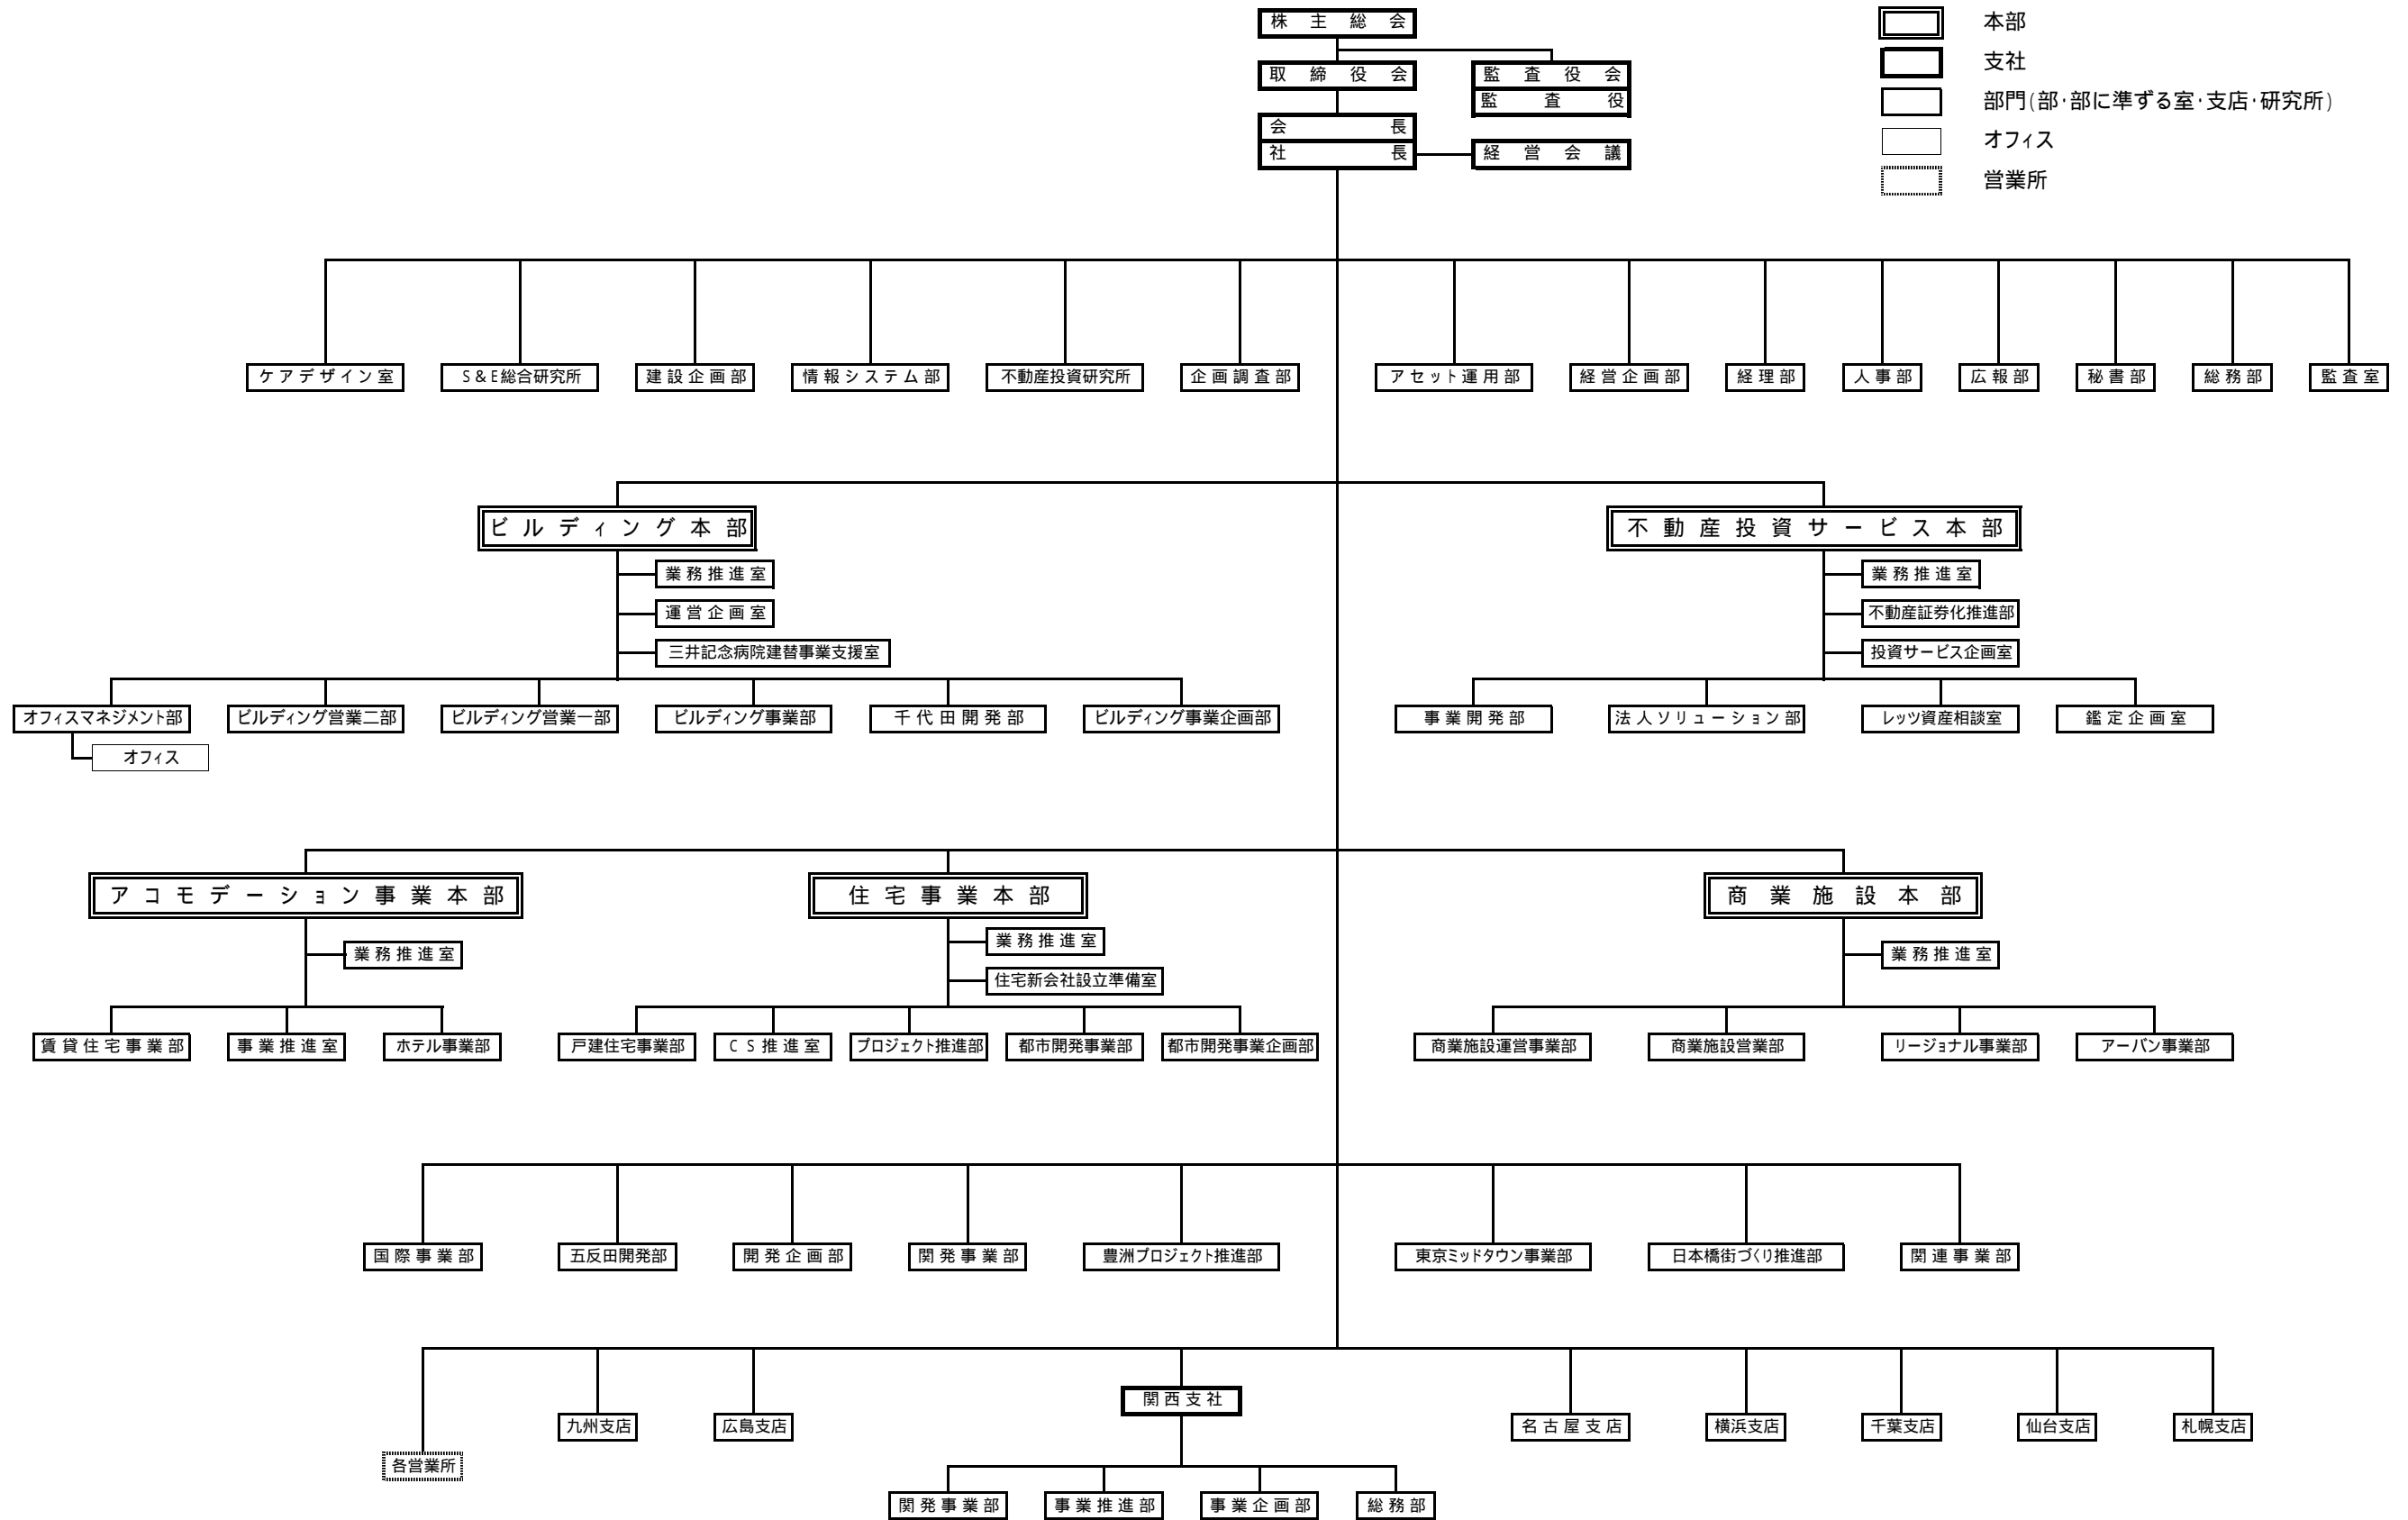 株主総会
取締役会
監査役会
監査役
会長
社長
経営会議
本部
支社
部門(部・部に準ずる室・支店・研究所)
オフィス
営業所
ケアデザイン室
S&E総合研究所
建設企画部
情報システム部
不動産投資研究所
企画調査部
アセット運用部
経営企画部
経理部
人事部
広報部
秘書部
総務部
監査室
ビルディング本部
不動産投資サービス本部
業務推進室
運営企画室
三井記念病院建替事業支援室
業務推進室
不動産証券化推進部
投資サービス企画室
オフィスマネジメント部
ビルディング営業二部
ビルディング営業一部
ビルディング事業部
千代田開発部
ビルディング事業企画部
事業開発部
法人ソリューション部
レッツ資産相談室
鑑定企画室
オフィス
アコモデーション事業本部
住宅事業本部
商業施設本部
業務推進室
業務推進室
住宅新会社設立準備室
業務推進室
賃貸住宅事業部
事業推進室
ホテル事業部
戸建住宅事業部
CS推進室
プロジェクト推進部
都市開発事業部
都市開発事業企画部
商業施設運営事業部
商業施設営業部
リージョナル事業部
アーバン事業部
国際事業部
五反田開発部
開発企画部
開発事業部
豊洲プロジェクト推進部
東京ミッドタウン事業部
日本橋街づくり推進部
関連事業部
関西支社
九州支店
広島支店
名古屋支店
横浜支店
千葉支店
仙台支店
札幌支店
各営業所
開発事業部
事業推進部
事業企画部
総務部